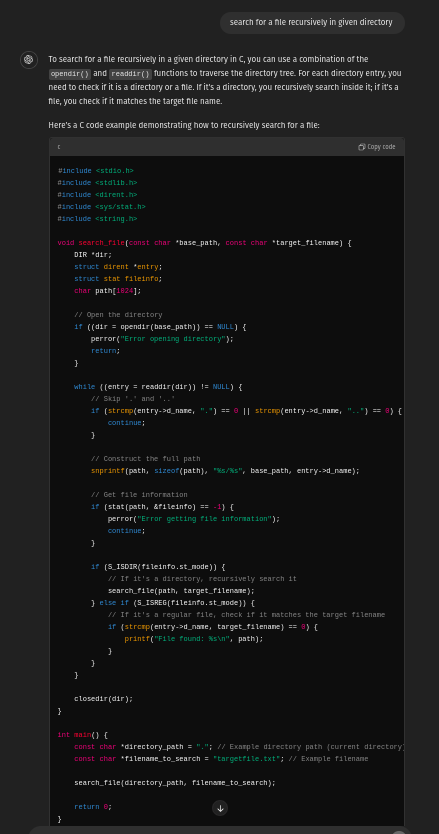 search for a file recursively in given directory
To search for a file recursively in a given directory in C, you can use a combination of the
opendir() and readdir() functions to traverse the directory tree. For each directory entry, you
need to check if it is a directory or a file. If it's a directory, you recursively search inside it; if it's a
file, you check if it matches the target file name.
Here's a C code example demonstrating how to recursively search for a file:
c Copy code
#include <stdio.h>
#include <stdlib.h>
#include <dirent.h>
#include <sys/stat.h>
#include <string.h>
void search_file(const char *base_path, const char *target_filename) {
    DIR *dir;
    struct dirent *entry;
    struct stat fileinfo;
    char path[1024];
    // Open the directory
    if ((dir = opendir(base_path)) == NULL) {
        perror("Error opening directory");
        return;
    }
    while ((entry = readdir(dir)) != NULL) {
        // Skip '.' and '..'
        if (strcmp(entry->d_name, ".") == 0 || strcmp(entry->d_name, "..") == 0) {
            continue;
        }
        // Construct the full path
        snprintf(path, sizeof(path), "%s/%s", base_path, entry->d_name);
        // Get file information
        if (stat(path, &fileinfo) == -1) {
            perror("Error getting file information");
            continue;
        }
        if (S_ISDIR(fileinfo.st_mode)) {
            // If it's a directory, recursively search it
            search_file(path, target_filename);
        } else if (S_ISREG(fileinfo.st_mode)) {
            // If it's a regular file, check if it matches the target filename
            if (strcmp(entry->d_name, target_filename) == 0) {
                printf("File found: %s\n", path);
            }
        }
    }
    closedir(dir);
}
int main() {
    const char *directory_path = "."; // Example directory path (current directory)
    const char *filename_to_search = "targetfile.txt"; // Example filename
    search_file(directory_path, filename_to_search);
    return 0;
}